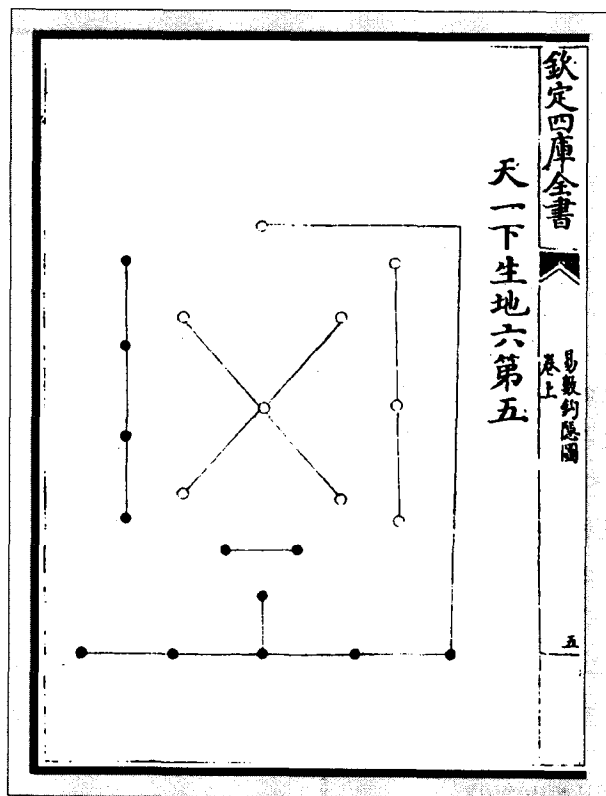 欽定四庫全書
易數鈎隱圖
卷上
五
天一下生地六第五